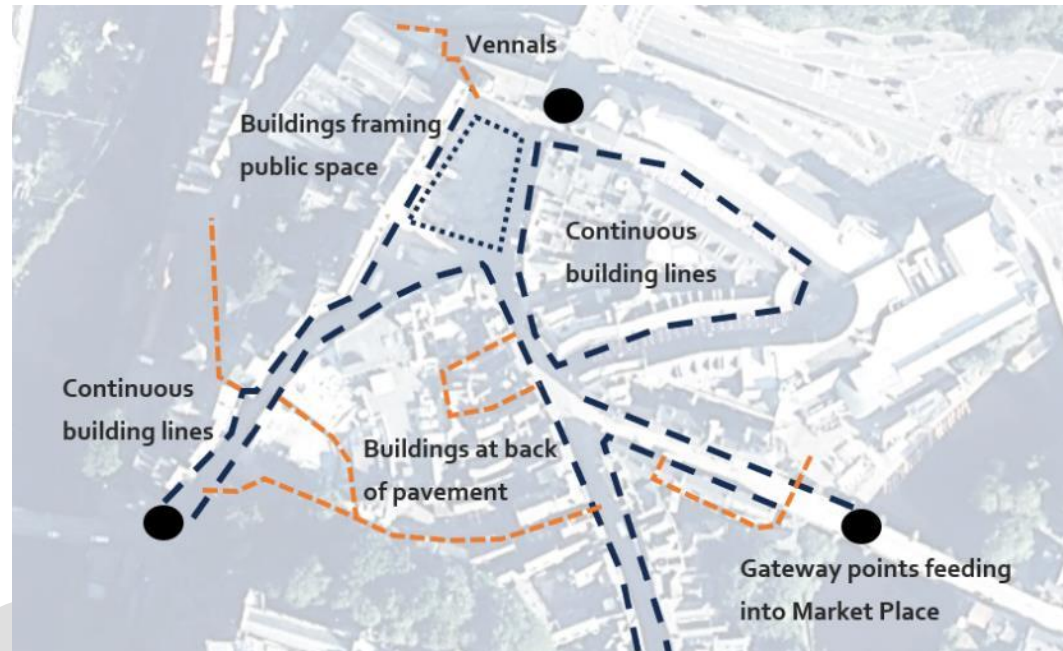 Vennals
Buildings framing
public space
Continuous
building lines
Continuous
building lines
Buildings at back
of pavement
Gateway points feeding
into Market Place